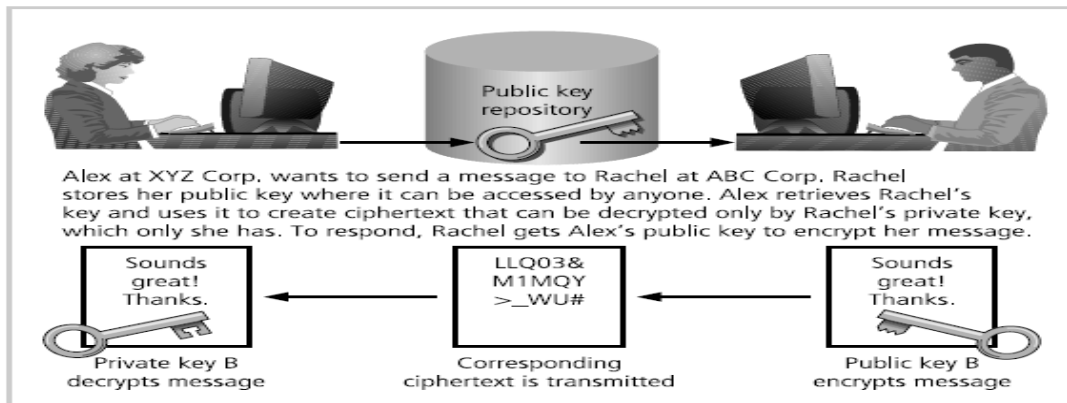 Public key
repository
Alex at XYZ Corp. wants to send a message to Rachel at ABC Corp. Rachel
stores her public key where it can be accessed by anyone. Alex retrieves Rachel's
key and uses it to create ciphertext that can be decrypted only by Rachel's private key,
which only she has. To respond, Rachel gets Alex's public key to encrypt her message.
Sounds
great!
Thanks.
Private key B
decrypts message
LLQ03&
M1MQY
>_WU#
Corresponding
ciphertext is transmitted
Sounds
great!
Thanks.
Public key B
encrypts message